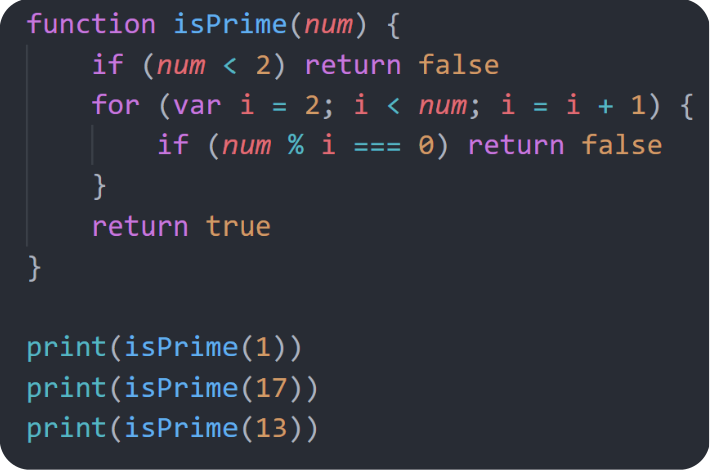 function isPrime(num) {
    if (num < 2) return false
    for (var i = 2; i < num; i = i + 1) {
        if (num % i === 0) return false
    }
    return true
}

print(isPrime(1))
print(isPrime(17))
print(isPrime(13))